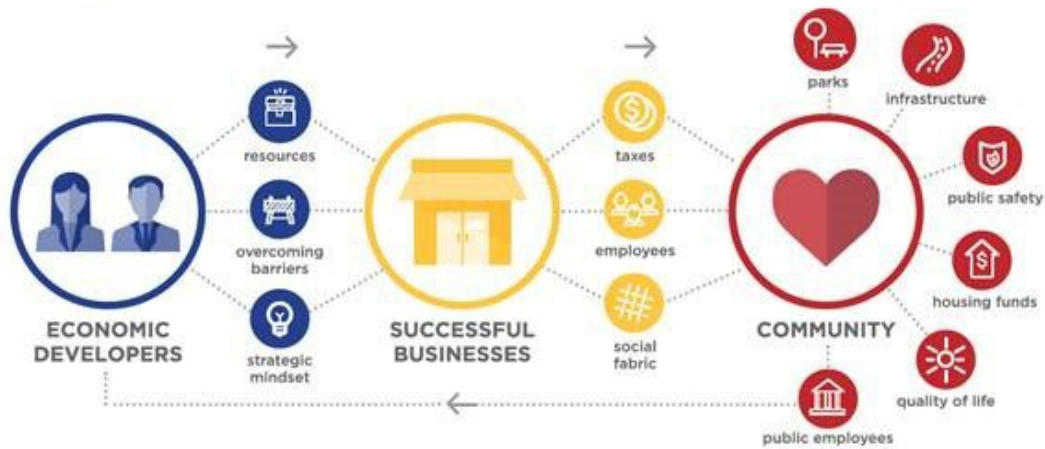 parks
infrastructure
resources
taxes
public safety
overcoming
barriers
employees
housing funds
ECONOMIC
DEVELOPERS
strategic
mindset
SUCCESSFUL
BUSINESSES
social
fabric
COMMUNITY
quality of life
public employees